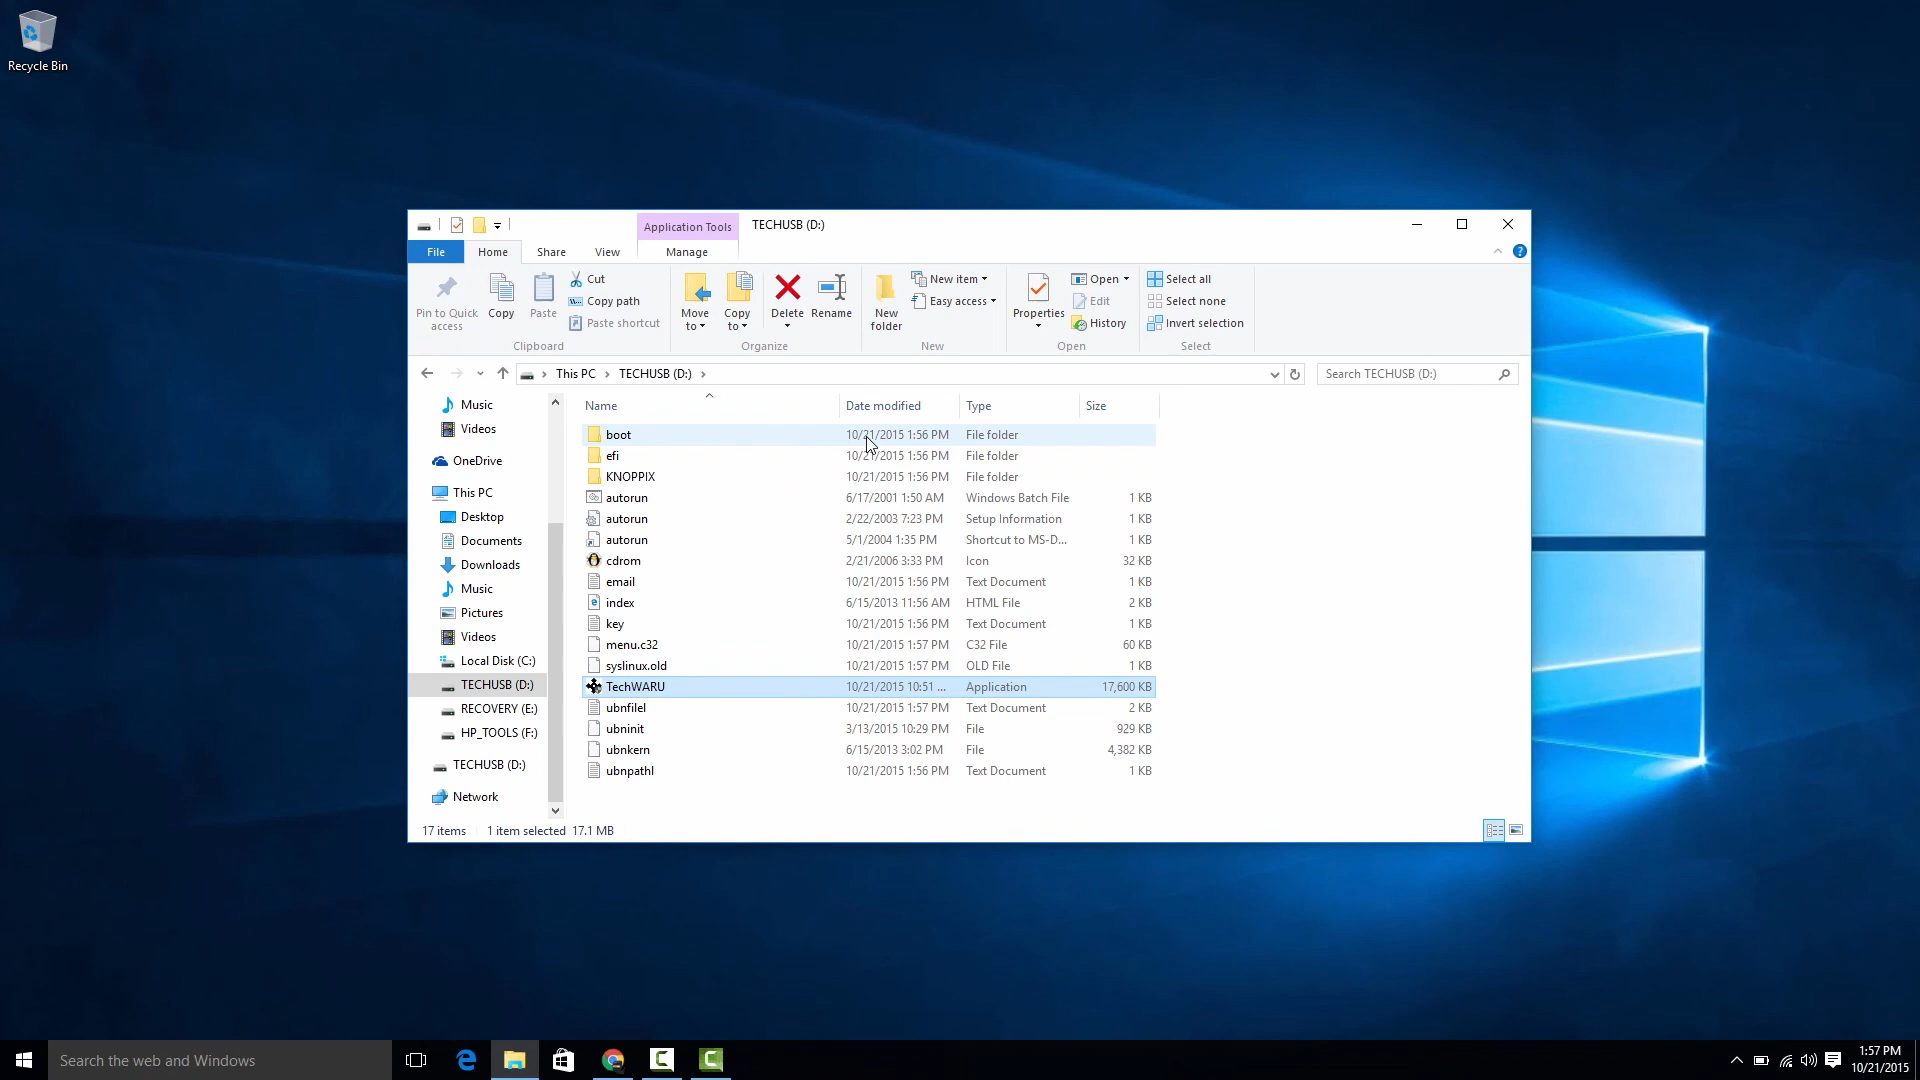 Recycle Bin
Application Tools
TECHUSB (D:)
File
Home
Share
View
Manage
Pin to Quick access
Copy
Paste
Cut
Copy path
Paste shortcut
Clipboard
Move to
Copy to
Delete
Rename
Organize
New folder
New item
Easy access
New
Properties
Open
Edit
History
Open
Select all
Select none
Invert selection
Select
This PC
TECHUSB (D:)
Search TECHUSB (D:)
Music
Videos
OneDrive
This PC
Desktop
Documents
Downloads
Music
Pictures
Videos
Local Disk (C:)
TECHUSB (D:)
RECOVERY (E:)
HP_TOOLS (F:)
TECHUSB (D:)
Network
Name Date modified Type Size
boot 10/21/2015 1:56 PM File folder
efi 10/21/2015 1:56 PM File folder
KNOPPIX 10/21/2015 1:56 PM File folder
autorun 6/17/2001 1:50 AM Windows Batch File 1 KB
autorun 2/22/2003 7:23 PM Setup Information 1 KB
autorun 5/1/2004 1:35 PM Shortcut to MS-D... 1 KB
cdrom 2/21/2006 3:33 PM Icon 32 KB
email 10/21/2015 1:56 PM Text Document 1 KB
index 6/15/2013 11:56 AM HTML File 2 KB
key 10/21/2015 1:56 PM Text Document 1 KB
menu.c32 10/21/2015 1:57 PM C32 File 60 KB
syslinux.old 10/21/2015 1:57 PM OLD File 1 KB
TechWARU 10/21/2015 10:51 ... Application 17,600 KB
ubnfilel 10/21/2015 1:57 PM Text Document 2 KB
ubninit 3/13/2015 10:29 PM File 929 KB
ubnkern 6/15/2013 3:02 PM File 4,382 KB
ubnpathl 10/21/2015 1:56 PM Text Document 1 KB
17 items 1 item selected 17.1 MB
Search the web and Windows
1:57 PM
10/21/2015